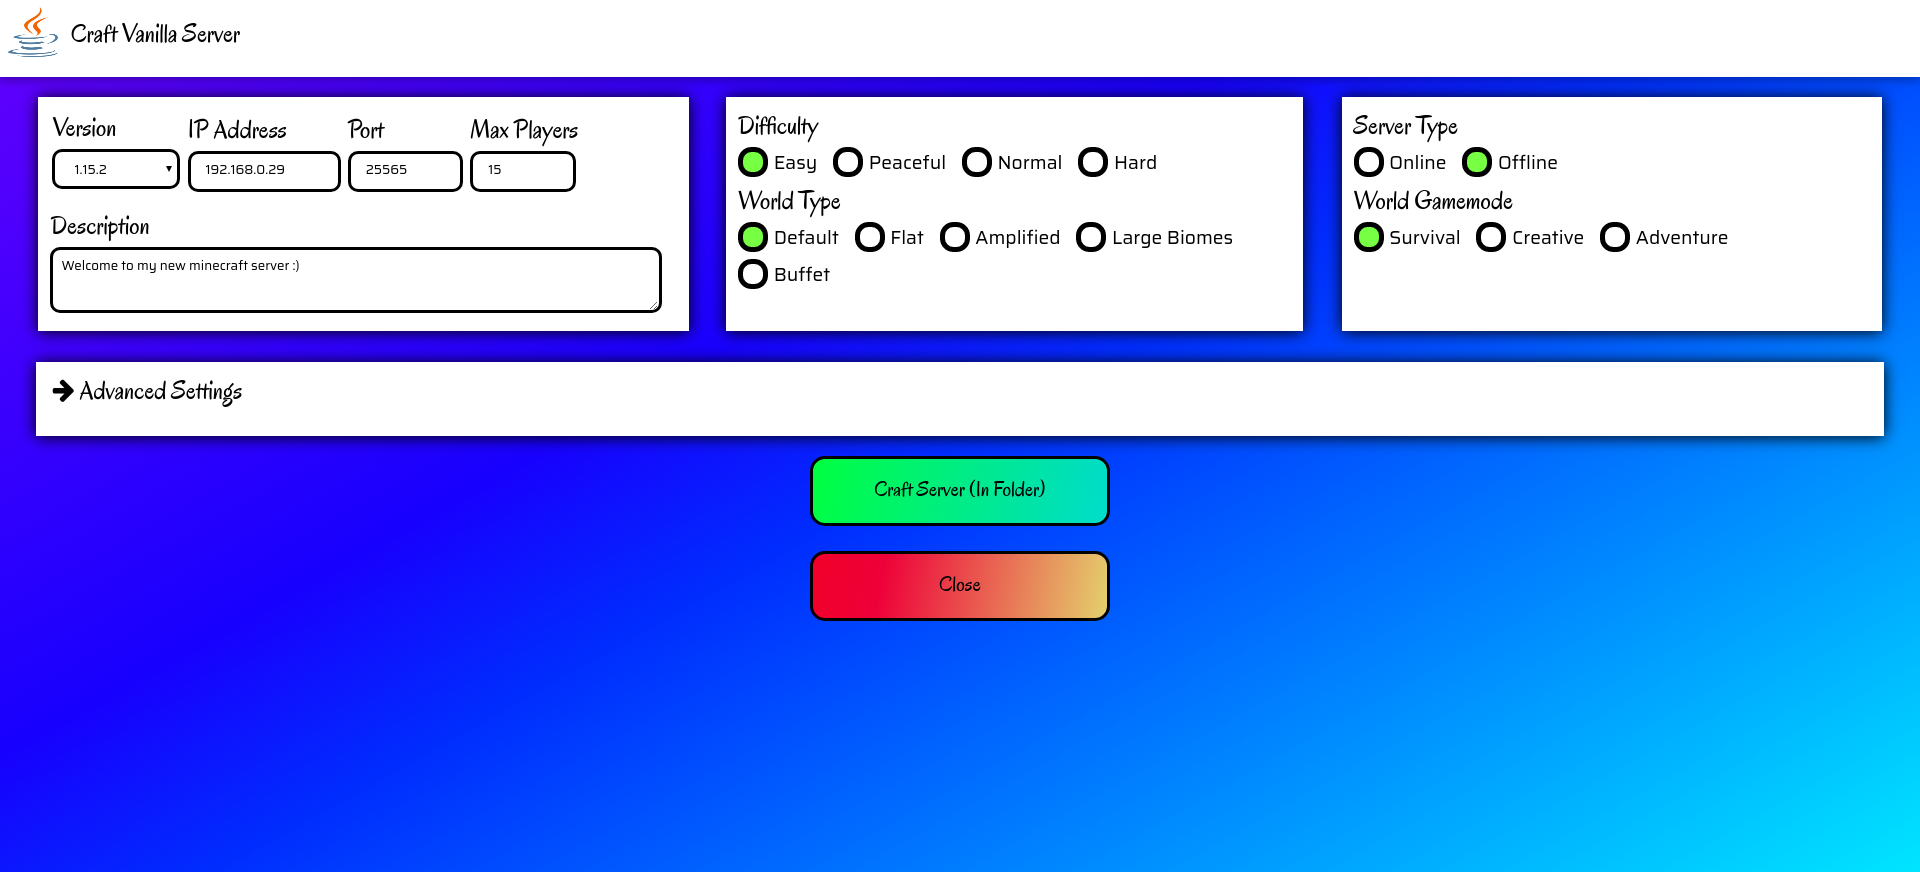 Craft Vanilla Server
Version IP Address Port Max Players
1.15.2 192.168.0.29 25565 15
Description
Welcome to my new minecraft server :)
Difficulty
Easy Peaceful Normal Hard
World Type
Default Flat Amplified Large Biomes
Buffet
Server Type
Online Offline
World Gamemode
Survival Creative Adventure
Advanced Settings
Craft Server (In Folder)
Close